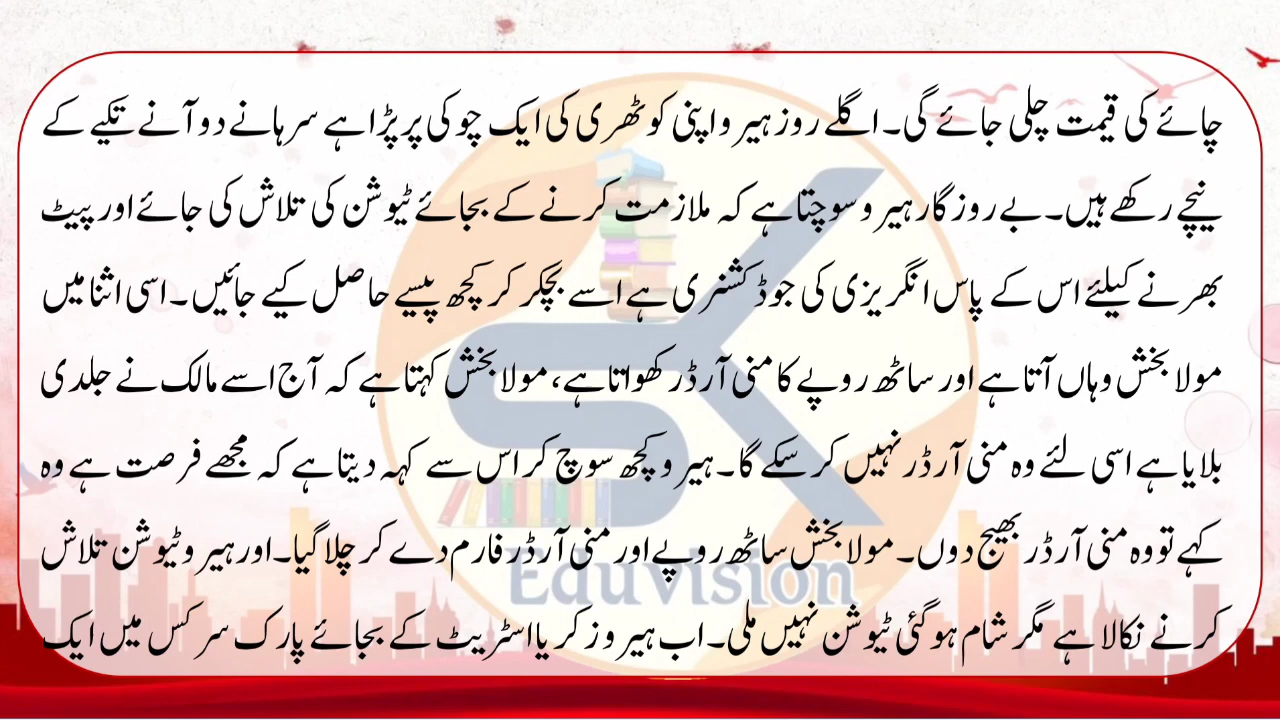 چائے کی قیمت چلی جائے گی۔ اگلے روز ہیرو اپنی کوٹھری کی ایک چوکی پر پڑا ہے سرہانے دو آنے تکیے کے
نیچے رکھے ہیں۔ بے روزگار ہیرو سوچتا ہے کہ ملازمت کرنے کے بجائے ٹیوشن کی تلاش کی جائے اور پیٹ
بھرنے کیلئے اس کے پاس انگریزی کی جو ڈکشنری ہے اسے بچکر کر کچھ پیسے حاصل کیے جائیں۔ اسی اثنا میں
مولا بخش وہاں آتا ہے اور ساٹھ روپے کا منی آرڈر رکھواتا ہے، مولا بخش کہتا ہے کہ آج اسے مالک نے جلدی
بلایا ہے اسی لئے وہ منی آرڈر نہیں کر سکے گا۔ ہیرو کچھ سوچ کر اس سے کہہ دیتا ہے کہ مجھے فرصت ہے وہ
کہے تو وہ منی آرڈر بھیج دوں۔ مولا بخش ساٹھ روپے اور منی آرڈر فارم دے کر چلا گیا۔ اور ہیرو ٹیوشن تلاش
کرنے نکالا ہے مگر شام ہو گئی ٹیوشن نہیں ملی۔ اب ہیرو زکریا اسٹریٹ کے بجائے پارک سرکس میں ایک
SK
Eduvision